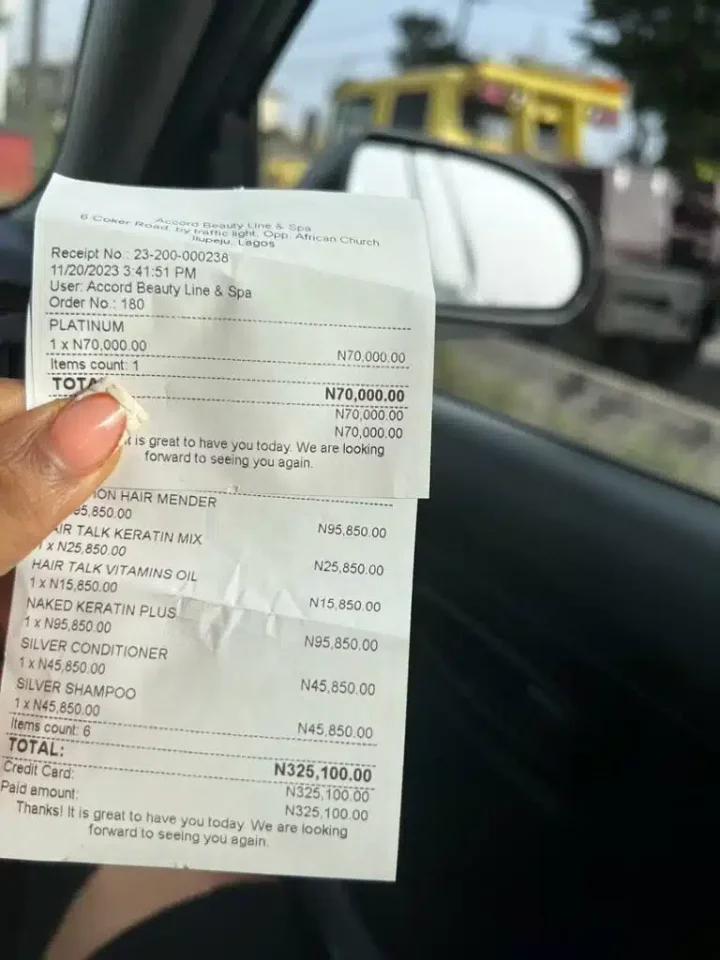 Accord Beauty Line & Spa
6 Coker Road, by traffic light, Opp. African Church
Ilupeju, Lagos
Receipt No.: 23-200-000238
11/20/2023 3:41:51 PM
User: Accord Beauty Line & Spa
Order No.: 180
PLATINUM
1 x N70,000.00 N70,000.00
Items count: 1
TOTA N70,000.00
N70,000.00
N70,000.00
is great to have you today. We are looking
forward to seeing you again.
ION HAIR MENDER
95,850.00 N95,850.00
AIR TALK KERATIN MIX
x N25,850.00 N25,850.00
HAIR TALK VITAMINS OIL
1 x N15,850.00 N15,850.00
NAKED KERATIN PLUS
1 x N95,850.00 N95,850.00
SILVER CONDITIONER
1 x N45,850.00 N45,850.00
SILVER SHAMPOO
1 x N45,850.00 N45,850.00
Items count: 6
TOTAL: N325,100.00
Credit Card: N325,100.00
Paid amount: N325,100.00
Thanks! It is great to have you today. We are looking
forward to seeing you again.